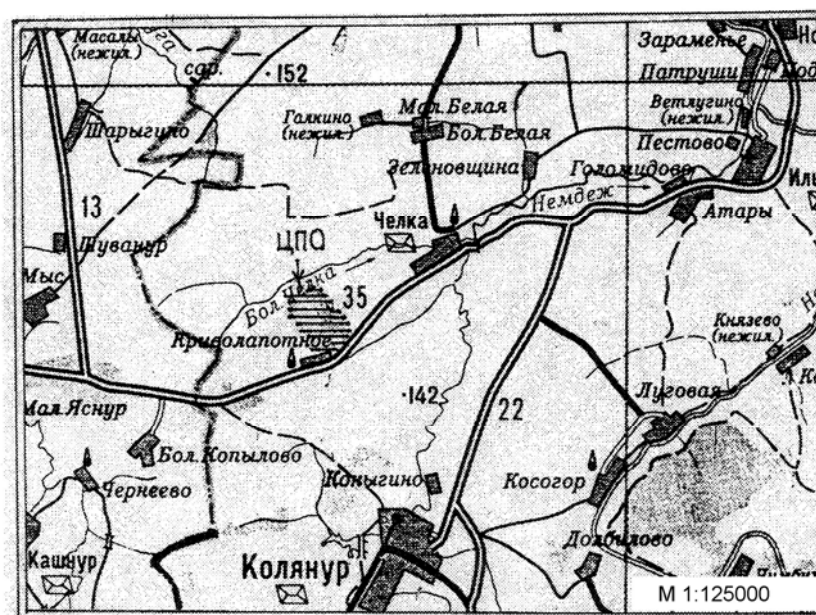 Масалы
(нежил.)
Зараменье
сар.
152
Патруши
Галкино
(нежил.)
Мал. Белая
Бол. Белая
Ветлугино
(нежил.)
Шарыгино
Пестово
Зеленовщина
Голомидово
Немдеж
13
Челка
Атары
Шуванур
ЦПО
Мыс
Бол. Челка
35
Князево
(нежил.)
Криволапотное
142
22
Луговая
Мал. Яснур
Бол. Копылово
Чернеево
Коныгино
Косогор
Долбилово
Кашнур
Колянур
М 1:125000